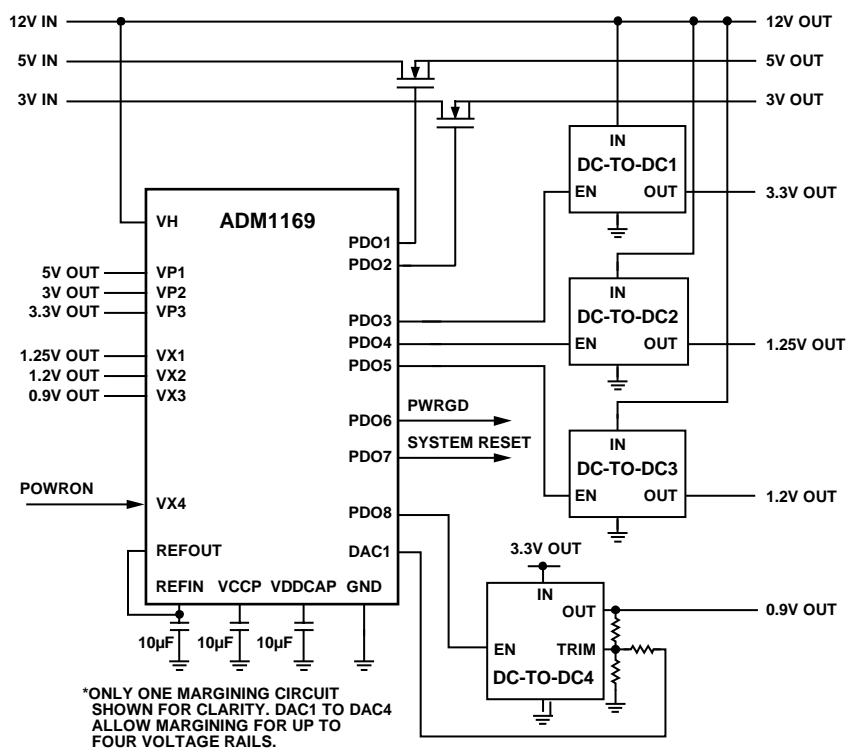 12V IN
12V OUT
5V IN
5V OUT
3V IN
3V OUT
IN
DC-TO-DC1
EN OUT
3.3V OUT
ADM1169
VH
PDO1
PDO2
5V OUT VP1
3V OUT VP2
3.3V OUT VP3
PDO3
PDO4
PDO5
IN
DC-TO-DC2
EN OUT
1.25V OUT
1.25V OUT VX1
1.2V OUT VX2
0.9V OUT VX3
PDO6
PWRGD
PDO7
SYSTEM RESET
IN
DC-TO-DC3
EN OUT
1.2V OUT
POWRON
VX4
PDO8
REFOUT
DAC1
REFIN VCCP VDDCAP GND
10µF 10µF 10µF
3.3V OUT
IN
OUT
0.9V OUT
EN TRIM
DC-TO-DC4
*ONLY ONE MARGINING CIRCUIT
SHOWN FOR CLARITY. DAC1 TO DAC4
ALLOW MARGINING FOR UP TO
FOUR VOLTAGE RAILS.